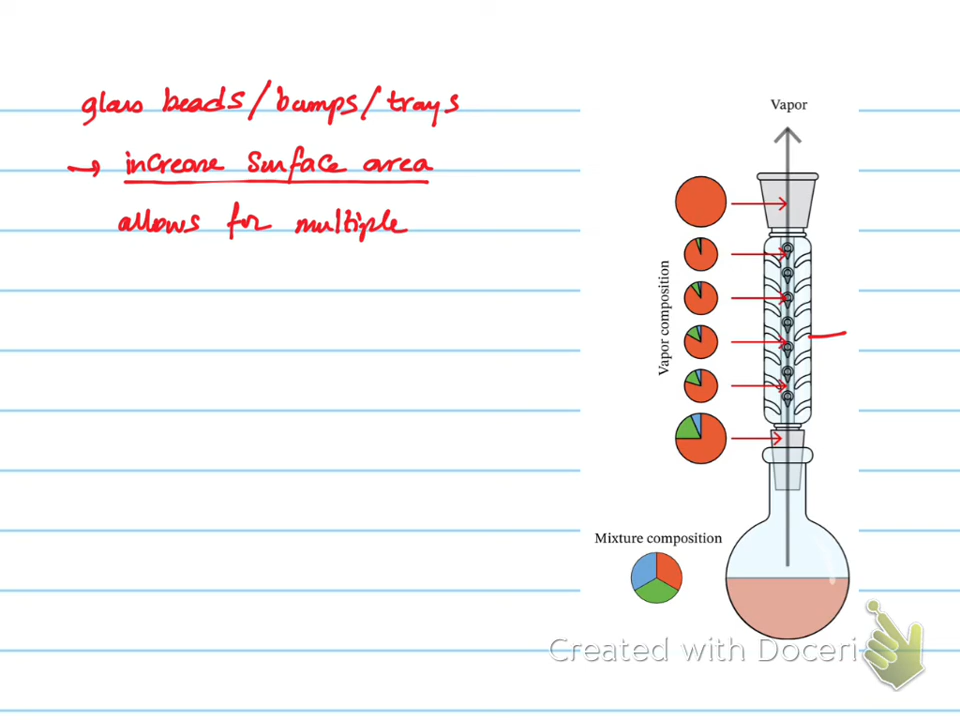 glass beads/bumps/trays
→ increase surface area
allows for multiple
Vapor
Vapor composition
Mixture composition
Created with Doceri